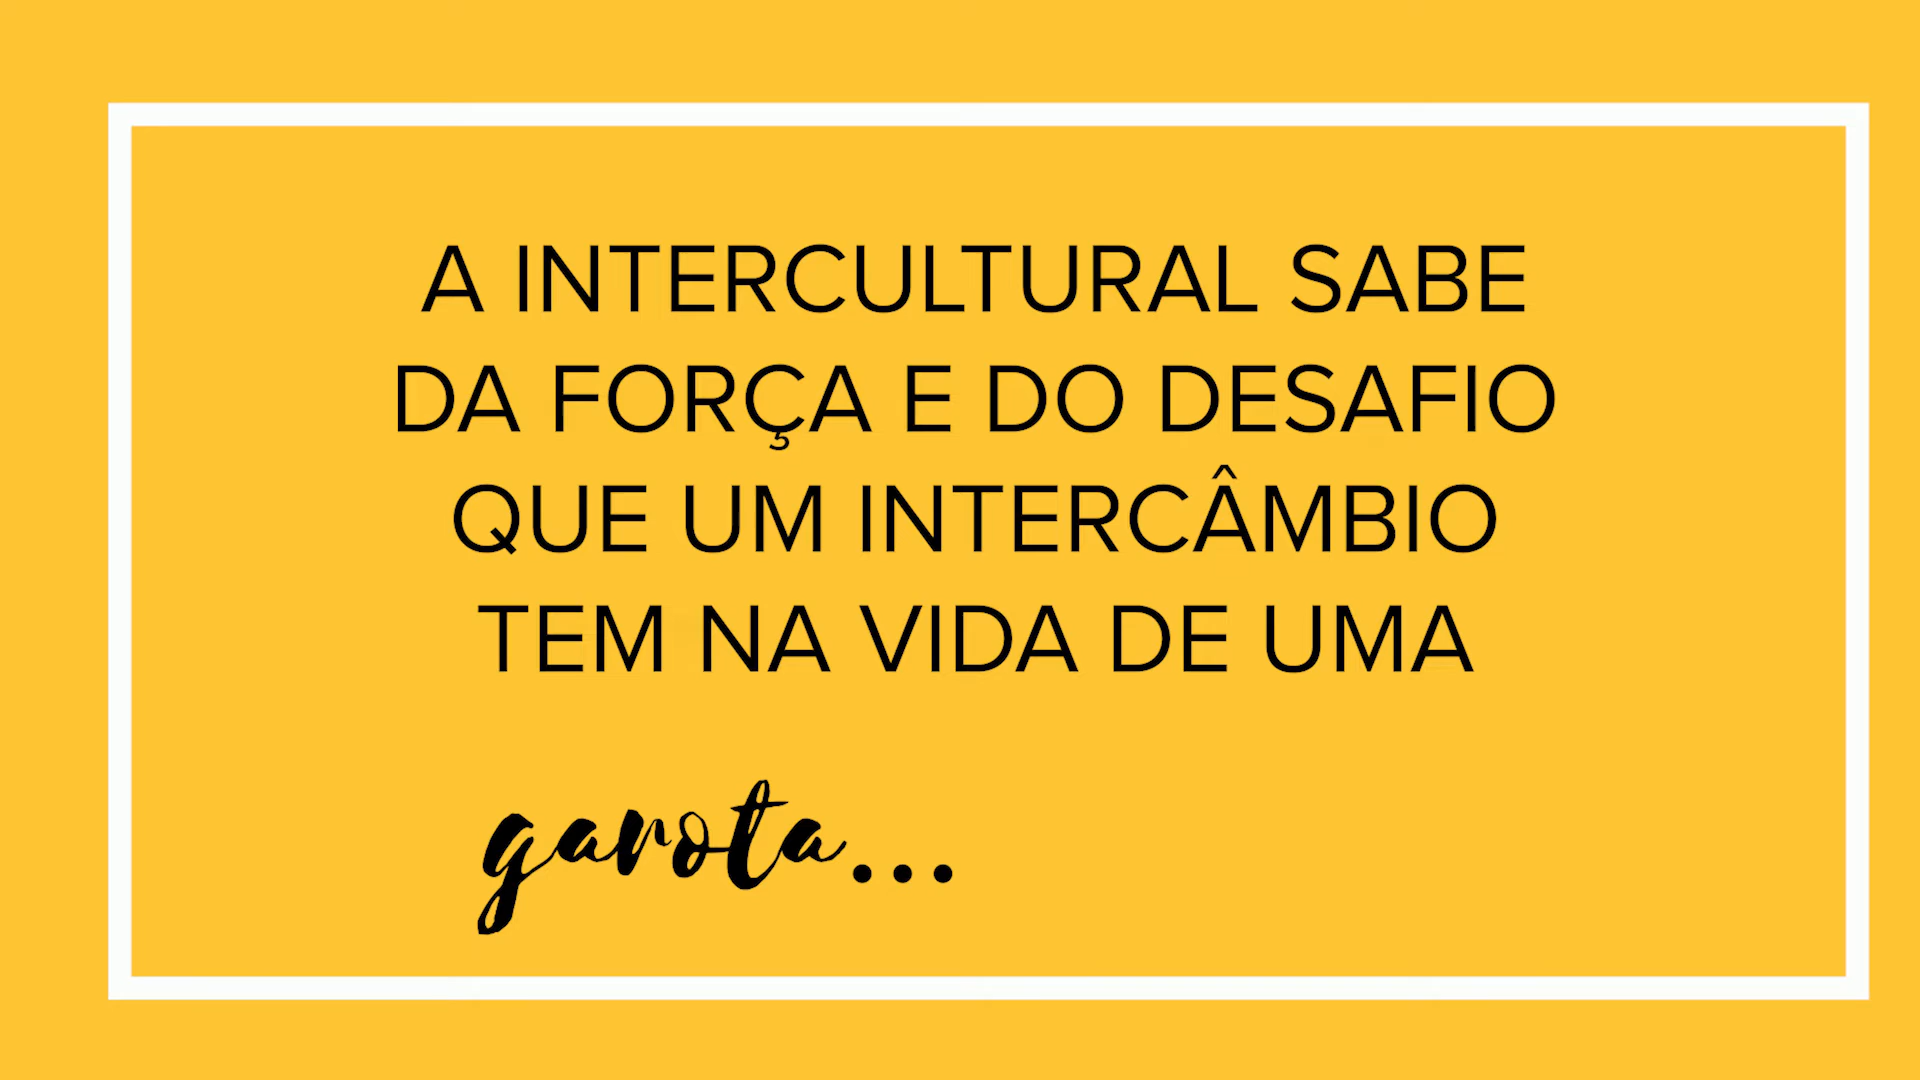 A INTERCULTURAL SABE
DA FORÇA E DO DESAFIO
QUE UM INTERCÂMBIO
TEM NA VIDA DE UMA
garota...